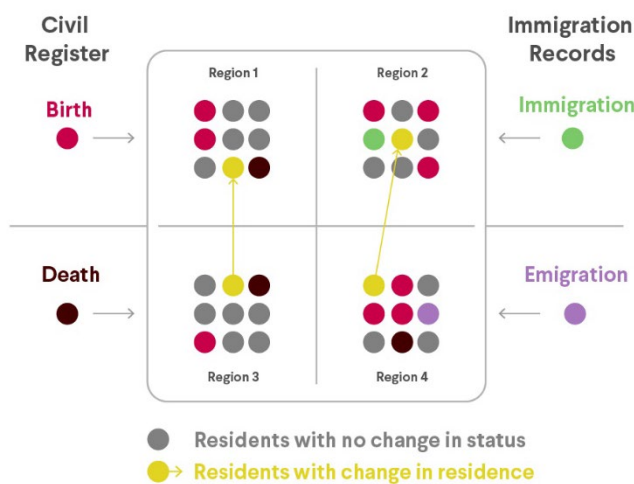 Civil
Register
Immigration
Records
Region 1
Region 2
Birth
Immigration
Death
Emigration
Region 3
Region 4
Residents with no change in status
Residents with change in residence